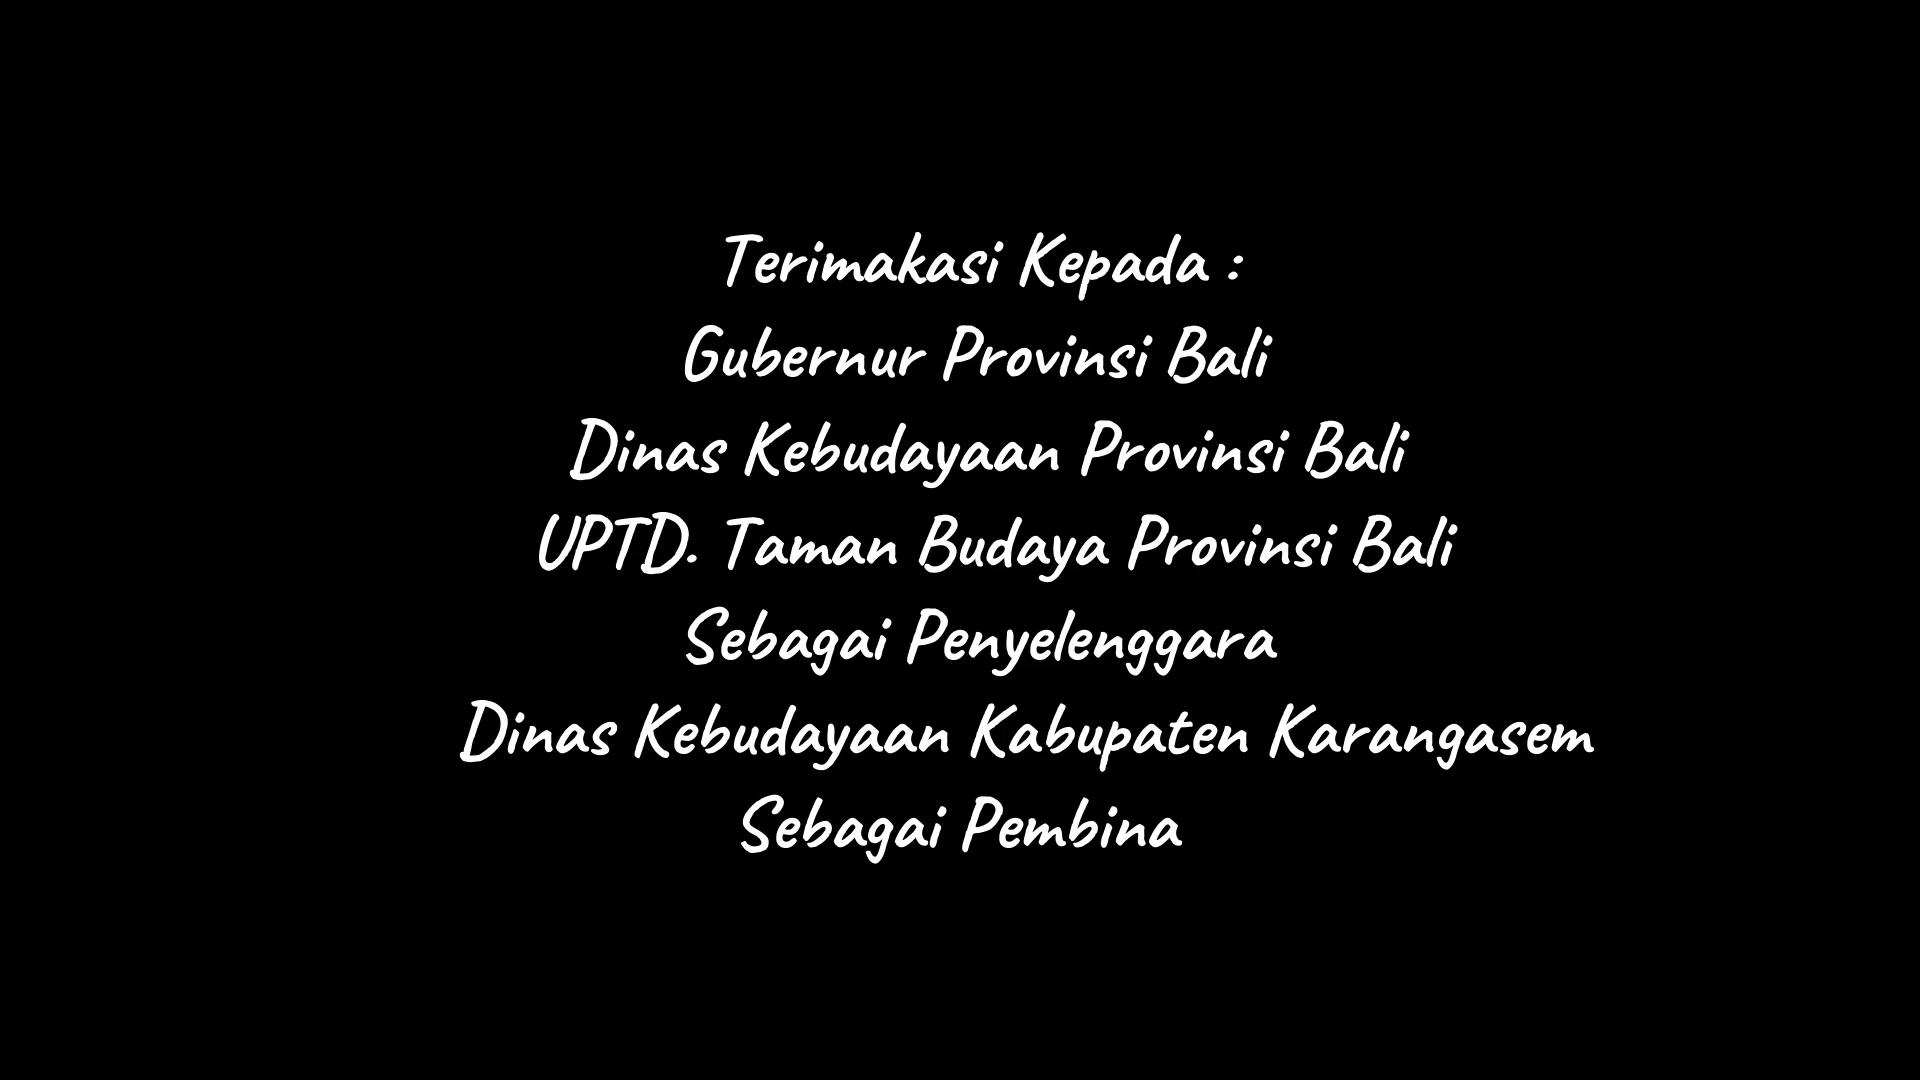 Terimakasi Kepada :
Gubernur Provinsi Bali
Dinas Kebudayaan Provinsi Bali
UPTD. Taman Budaya Provinsi Bali
Sebagai Penyelenggara
Dinas Kebudayaan Kabupaten Karangasem
Sebagai Pembina